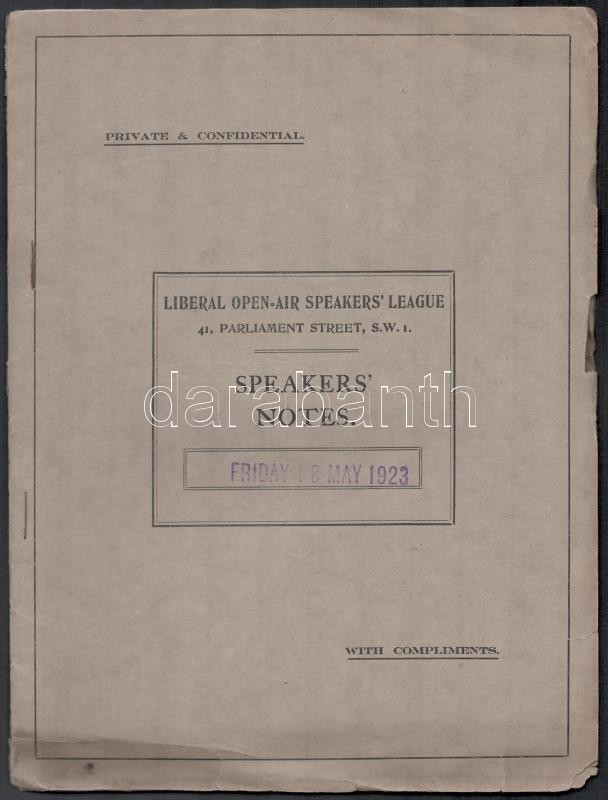 PRIVATE & CONFIDENTIAL.
LIBERAL OPEN-AIR SPEAKERS' LEAGUE
41, PARLIAMENT STREET, S.W. 1.
SPEAKERS'
NOTES.
darabanth
FRIDAY 18 MAY 1923
WITH COMPLIMENTS.